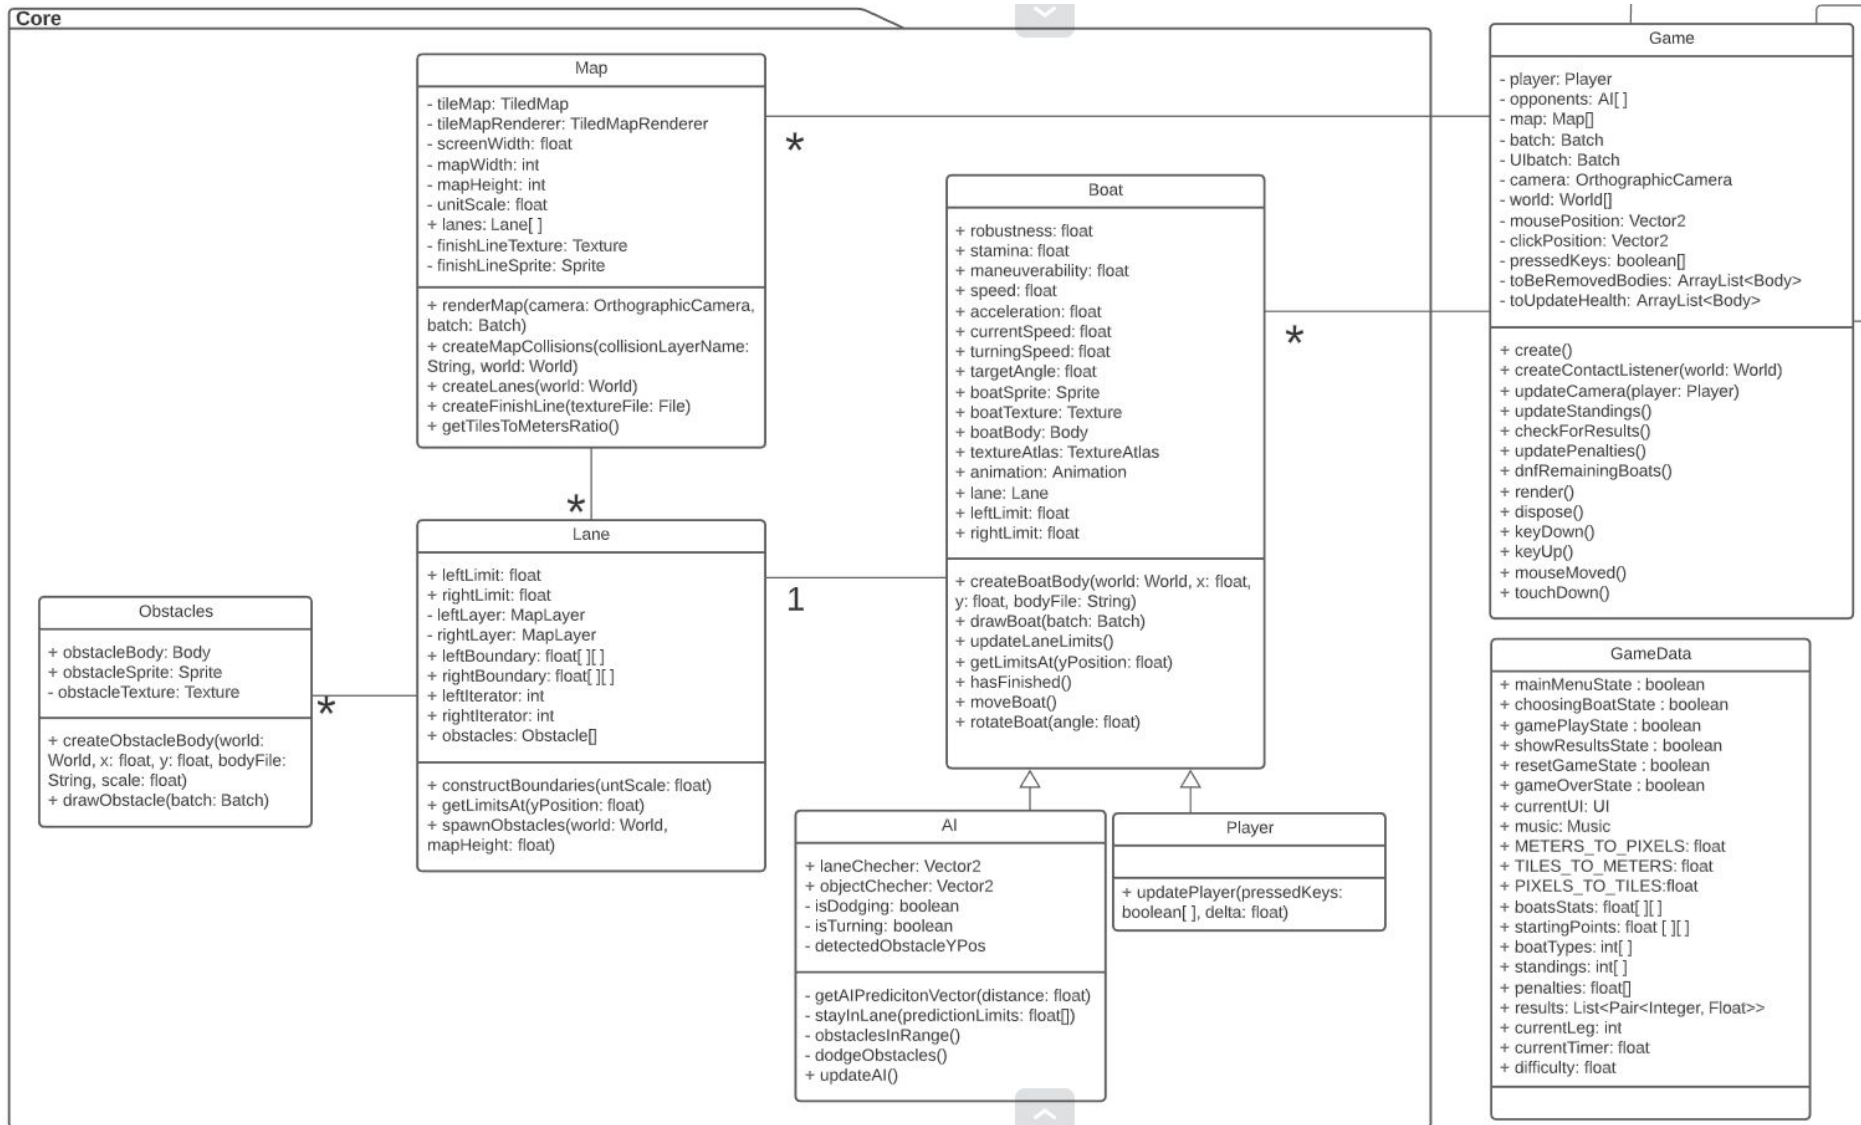 Core
Map
- tileMap: TiledMap
- tileMapRenderer: TiledMapRenderer
- screenWidth: float
- mapWidth: int
- mapHeight: int
- unitScale: float
+ lanes: Lane[ ]
- finishLineTexture: Texture
- finishLineSprite: Sprite
+ renderMap(camera: OrthographicCamera,
batch: Batch)
+ createMapCollisions(collisionLayerName:
String, world: World)
+ createLanes(world: World)
+ createFinishLine(textureFile: File)
+ getTilesToMetersRatio()
*
*
Lane
+ leftLimit: float
+ rightLimit: float
- leftLayer: MapLayer
- rightLayer: MapLayer
+ leftBoundary: float[ ][ ]
+ rightBoundary: float[ ][ ]
+ leftIterator: int
+ rightIterator: int
+ obstacles: Obstacle[]
+ constructBoundaries(untScale: float)
+ getLimitsAt(yPosition: float)
+ spawnObstacles(world: World,
mapHeight: float)
1
Obstacles
+ obstacleBody: Body
+ obstacleSprite: Sprite
- obstacleTexture: Texture
+ createObstacleBody(world:
World, x: float, y: float, bodyFile:
String, scale: float)
+ drawObstacle(batch: Batch)
*
Boat
+ robustness: float
+ stamina: float
+ maneuverability: float
+ speed: float
+ acceleration: float
+ currentSpeed: float
+ turningSpeed: float
+ targetAngle: float
+ boatSprite: Sprite
+ boatTexture: Texture
+ boatBody: Body
+ textureAtlas: TextureAtlas
+ animation: Animation
+ lane: Lane
+ leftLimit: float
+ rightLimit: float
+ createBoatBody(world: World, x: float,
y: float, bodyFile: String)
+ drawBoat(batch: Batch)
+ updateLaneLimits()
+ getLimitsAt(yPosition: float)
+ hasFinished()
+ moveBoat()
+ rotateBoat(angle: float)
*
AI
+ laneChecher: Vector2
+ objectChecher: Vector2
- isDodging: boolean
- isTurning: boolean
- detectedObstacleYPos
- getAIPredicitonVector(distance: float)
- stayInLane(predictionLimits: float[])
- obstaclesInRange()
- dodgeObstacles()
+ updateAI()
Player
+ updatePlayer(pressedKeys:
boolean[ ], delta: float)
Game
- player: Player
- opponents: AI[ ]
- map: Map[]
- batch: Batch
- UIbatch: Batch
- camera: OrthographicCamera
- world: World[]
- mousePosition: Vector2
- clickPosition: Vector2
- pressedKeys: boolean[]
- toBeRemovedBodies: ArrayList<Body>
- toUpdateHealth: ArrayList<Body>
+ create()
+ createContactListener(world: World)
+ updateCamera(player: Player)
+ updateStandings()
+ checkForResults()
+ updatePenalties()
+ dnfRemainingBoats()
+ render()
+ dispose()
+ keyDown()
+ keyUp()
+ mouseMoved()
+ touchDown()
GameData
+ mainMenuState : boolean
+ choosingBoatState : boolean
+ gamePlayState : boolean
+ showResultsState : boolean
+ resetGameState : boolean
+ gameOverState : boolean
+ currentUI: UI
+ music: Music
+ METERS_TO_PIXELS: float
+ TILES_TO_METERS: float
+ PIXELS_TO_TILES:float
+ boatsStats: float[ ][ ]
+ startingPoints: float [ ][ ]
+ boatTypes: int[ ]
+ standings: int[ ]
+ penalties: float[]
+ results: List<Pair<Integer, Float>>
+ currentLeg: int
+ currentTimer: float
+ difficulty: float